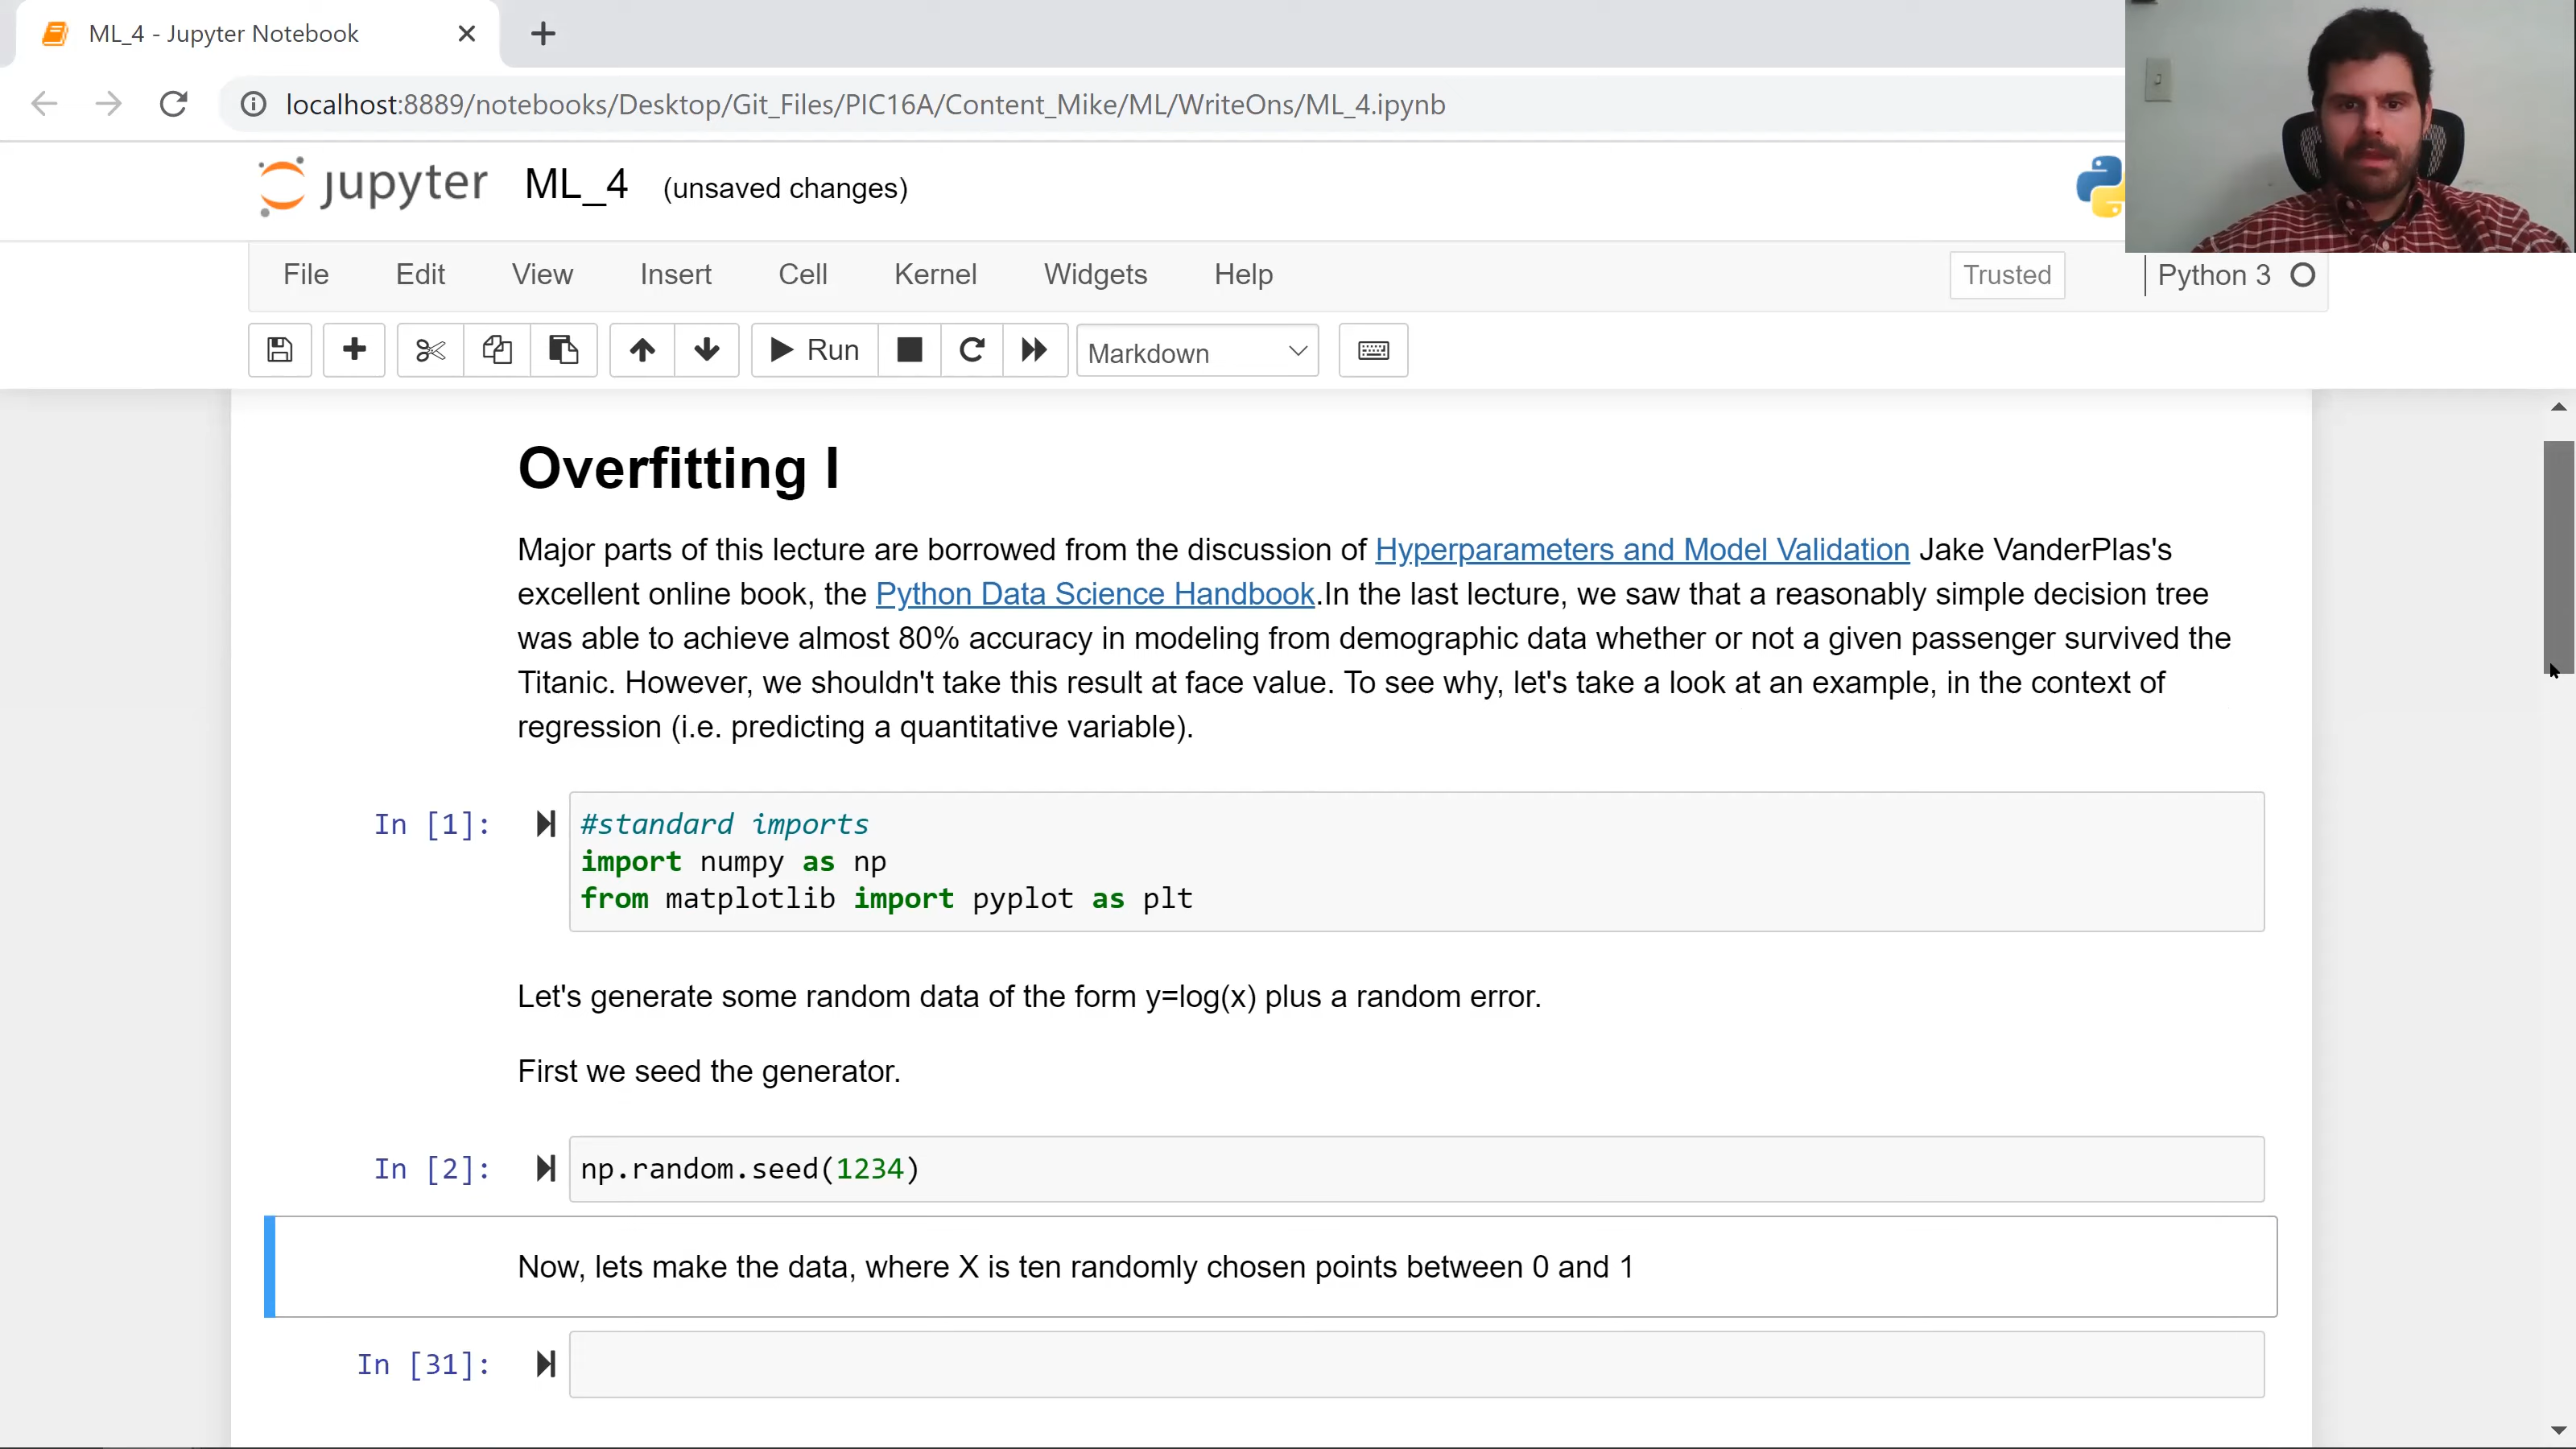 ML_4 - Jupyter Notebook
localhost:8889/notebooks/Desktop/Git_Files/PIC16A/Content_Mike/ML/WriteOns/ML_4.ipynb
jupyter ML_4 (unsaved changes)
File Edit View Insert Cell Kernel Widgets Help Trusted Python 3
Run Markdown
Overfitting I
Major parts of this lecture are borrowed from the discussion of Hyperparameters and Model Validation Jake VanderPlas's
excellent online book, the Python Data Science Handbook.In the last lecture, we saw that a reasonably simple decision tree
was able to achieve almost 80% accuracy in modeling from demographic data whether or not a given passenger survived the
Titanic. However, we shouldn't take this result at face value. To see why, let's take a look at an example, in the context of
regression (i.e. predicting a quantitative variable).
In [1]: #standard imports
import numpy as np
from matplotlib import pyplot as plt
Let's generate some random data of the form y=log(x) plus a random error.
First we seed the generator.
In [2]: np.random.seed(1234)
Now, lets make the data, where X is ten randomly chosen points between 0 and 1
In [31]: